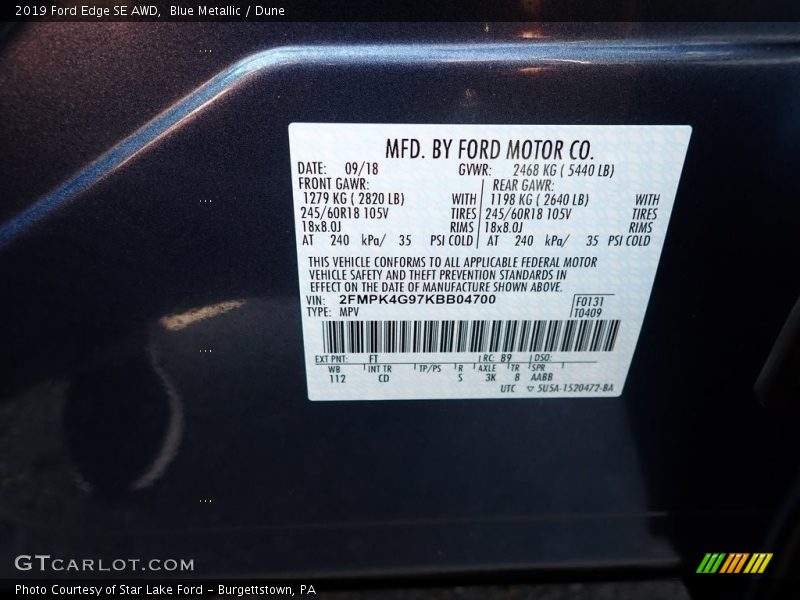 2019 Ford Edge SE AWD,  Blue Metallic / Dune
MFD. BY FORD MOTOR CO.
DATE: 09/18 GVWR: 2468 KG ( 5440 LB)
FRONT GAWR: REAR GAWR:
1279 KG ( 2820 LB) WITH 1198 KG ( 2640 LB) WITH
245/60R18 105V TIRES 245/60R18 105V TIRES
18x8.0J RIMS 18x8.0J RIMS
AT 240 kPa/ 35 PSI COLD AT 240 kPa/ 35 PSI COLD
THIS VEHICLE CONFORMS TO ALL APPLICABLE FEDERAL MOTOR
VEHICLE SAFETY AND THEFT PREVENTION STANDARDS IN
EFFECT ON THE DATE OF MANUFACTURE SHOWN ABOVE.
VIN: 2FMPK4G97KBB04700 F0131
TYPE: MPV T0409
EXT PNT: FT RC: 89 DSO:
WB INT TR TP/PS R AXLE TR SPR
112 CD S 3K 8 AABB
UTC ▽ 5U5A-1520472-BA
GTCARLOT.COM
Photo Courtesy of Star Lake Ford - Burgettstown, PA